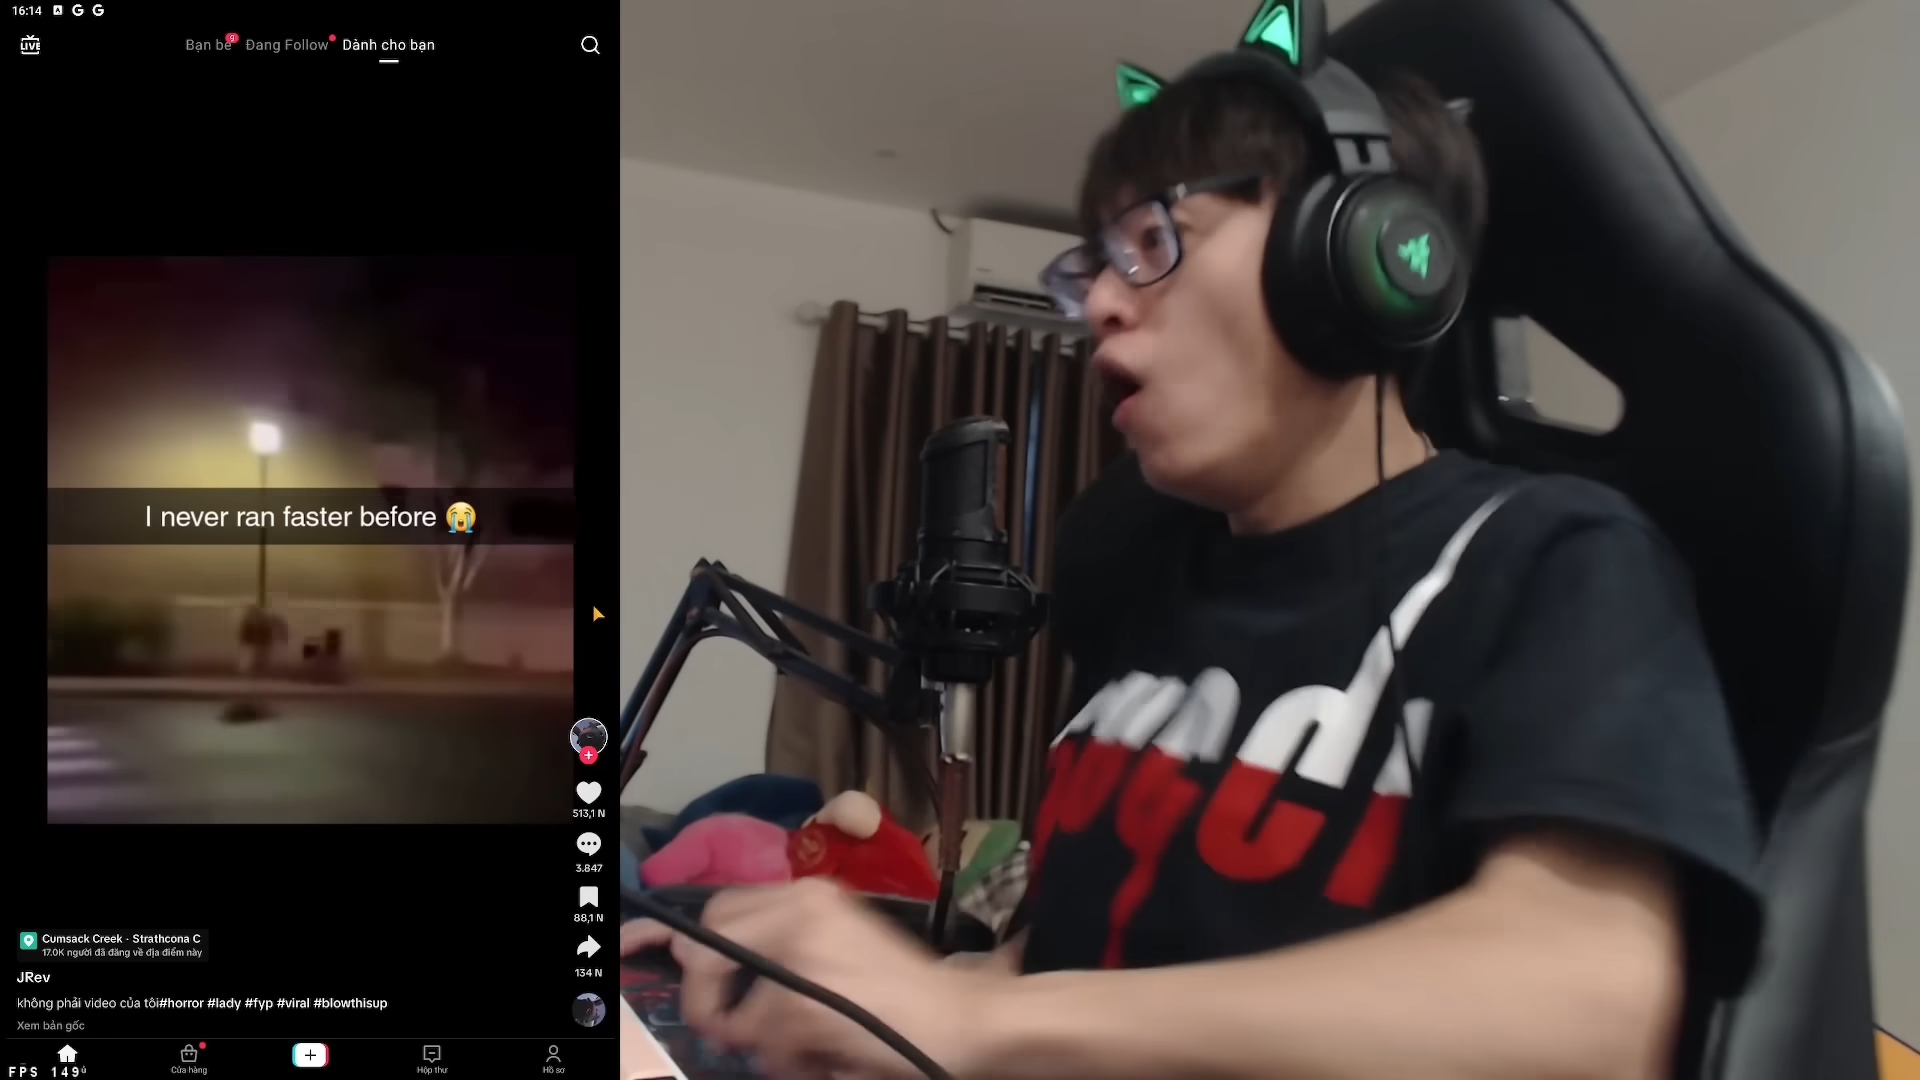 16:14
LIVE
Bạn bè 9 Đang Follow Dành cho bạn
I never ran faster before 😭
513,1 N
3.847
88,1 N
134 N
Cumsack Creek - Strathcona C
17.0K người đã đăng về địa điểm này
JRev
không phải video của tôi#horror #lady #fyp #viral #blowthisup
Xem bản gốc
Cửa hàng
Hộp thư
Hồ sơ
FPS 149